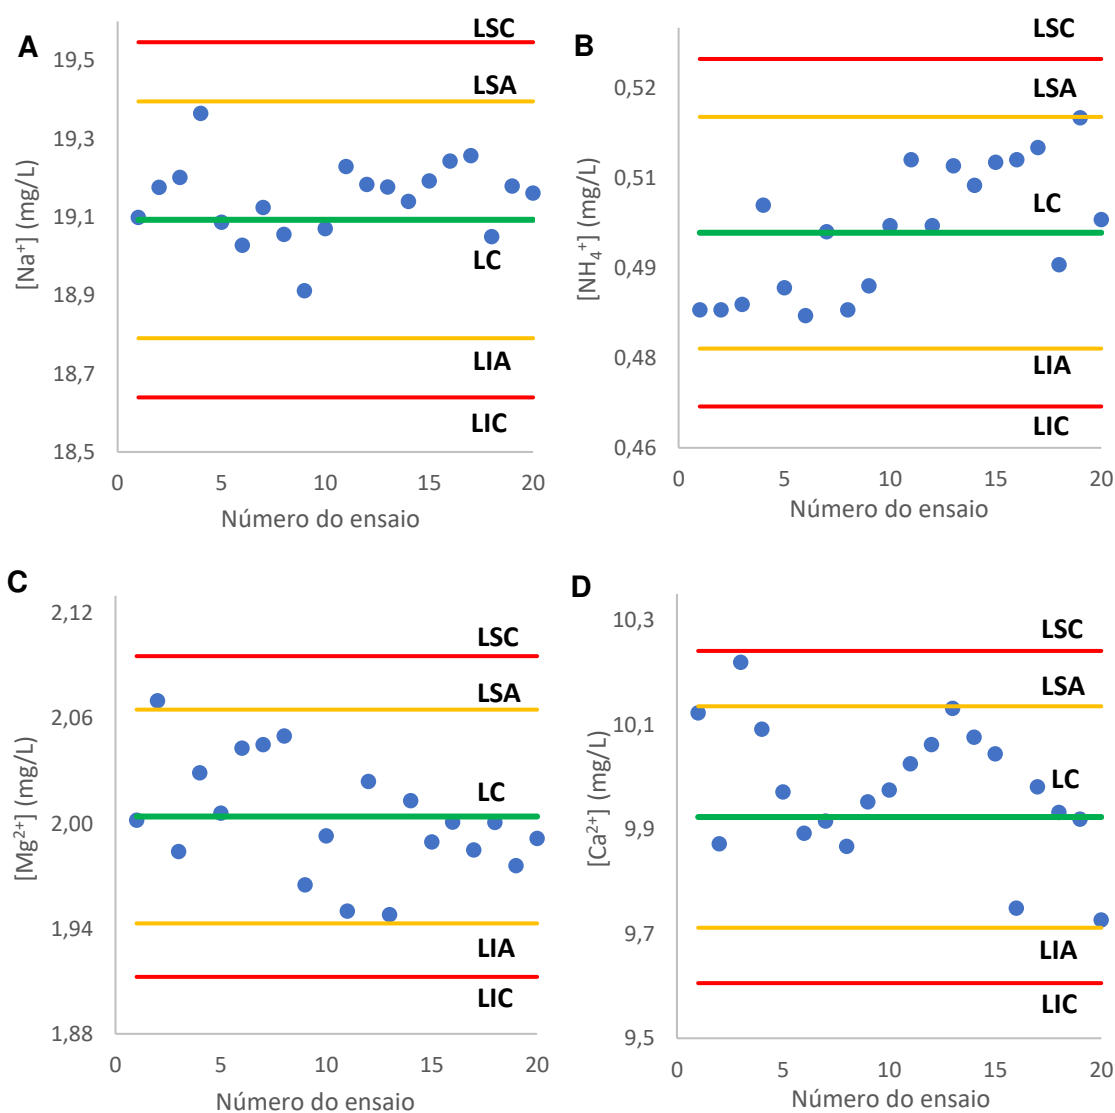 A
LSC
19,5
LSA
19,3
19,1
LC
18,9
18,7
LIA
LIC
18,5
0
5
10
15
20
[Na⁺] (mg/L)
Número do ensaio
B
LSC
0,52
LSA
0,51
LC
0,49
0,48
LIA
LIC
0,46
0
5
10
15
20
[NH₄⁺] (mg/L)
Número do ensaio
C
2,12
LSC
LSA
2,06
LC
2,00
1,94
LIA
LIC
1,88
0
5
10
15
20
[Mg²⁺] (mg/L)
Número do ensaio
D
10,3
LSC
LSA
10,1
LC
9,9
9,7
LIA
LIC
9,5
0
5
10
15
20
[Ca²⁺] (mg/L)
Número do ensaio